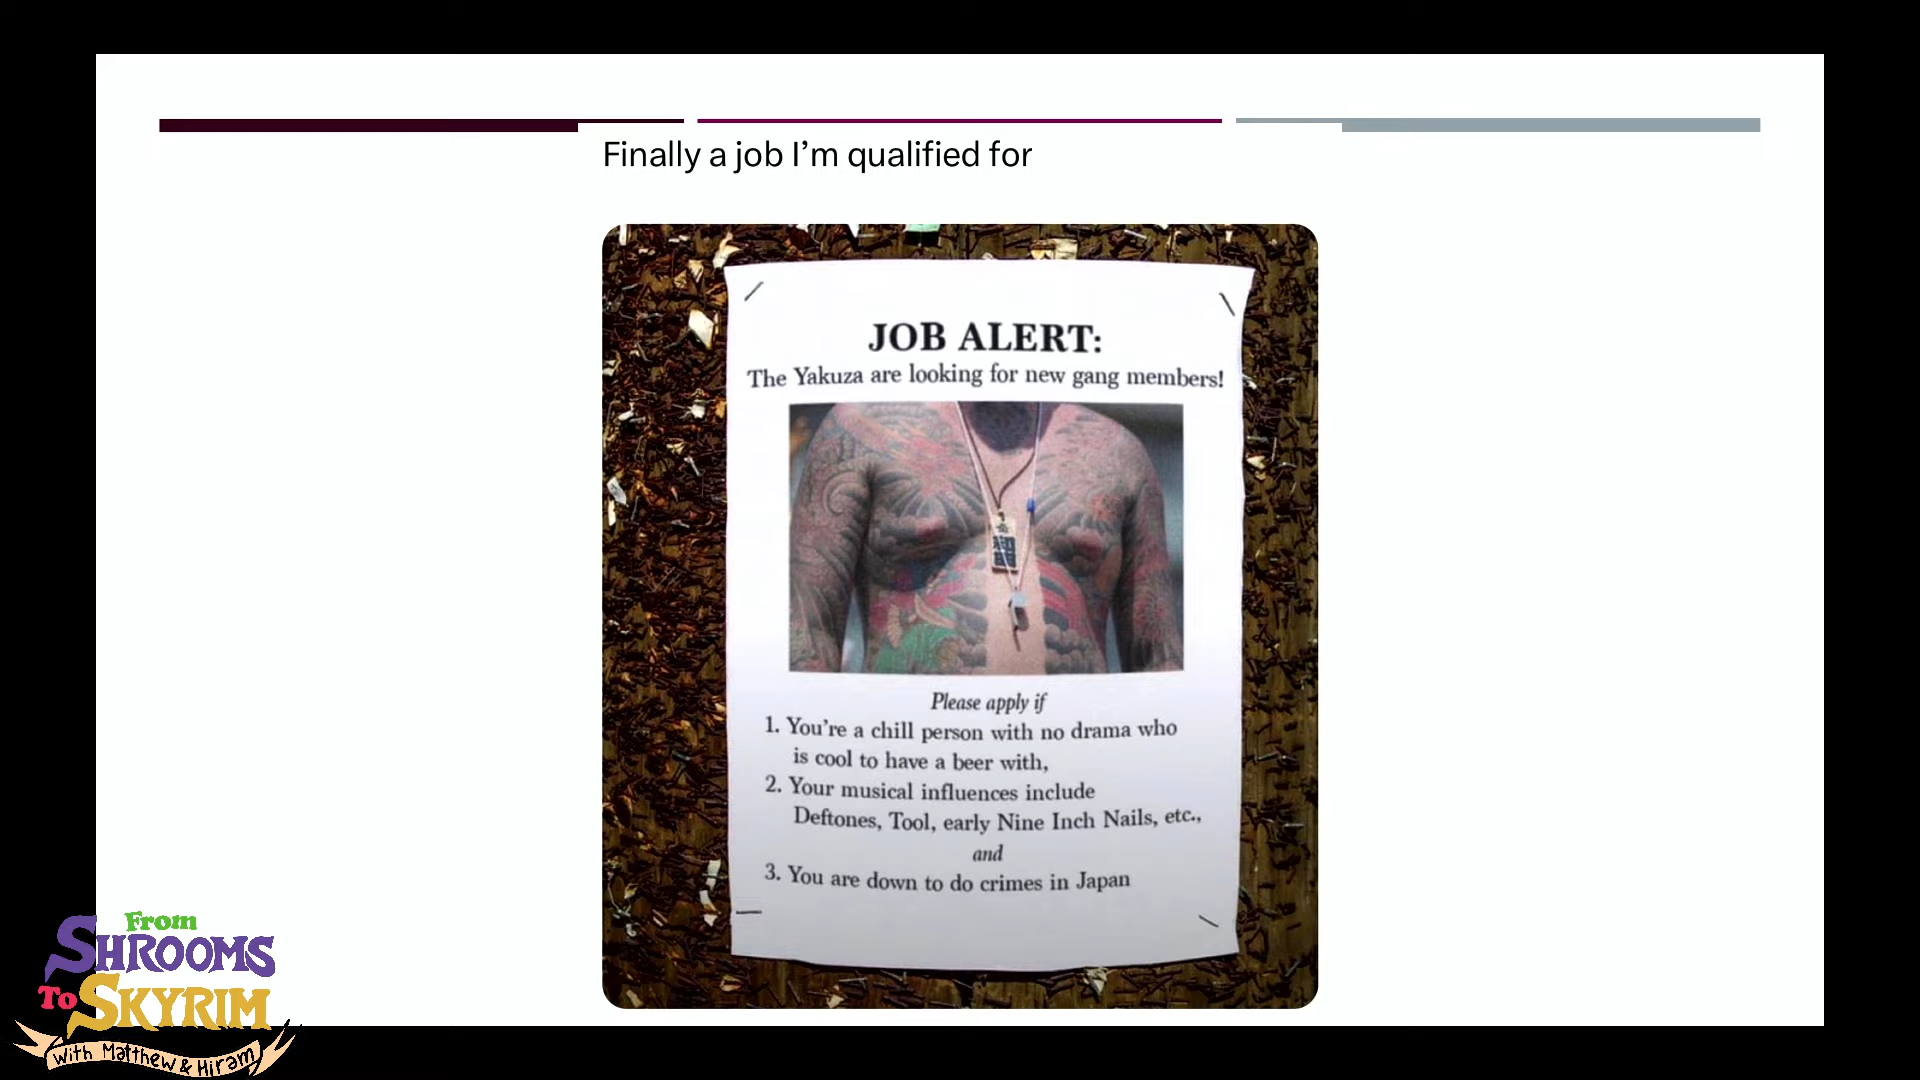 Finally a job I’m qualified for
JOB ALERT:
The Yakuza are looking for new gang members!
Please apply if
1. You’re a chill person with no drama who
is cool to have a beer with,
2. Your musical influences include
Deftones, Tool, early Nine Inch Nails, etc.,
and
3. You are down to do crimes in Japan
From
SHROOMS
To SKYRIM
with Matthew & Hiram